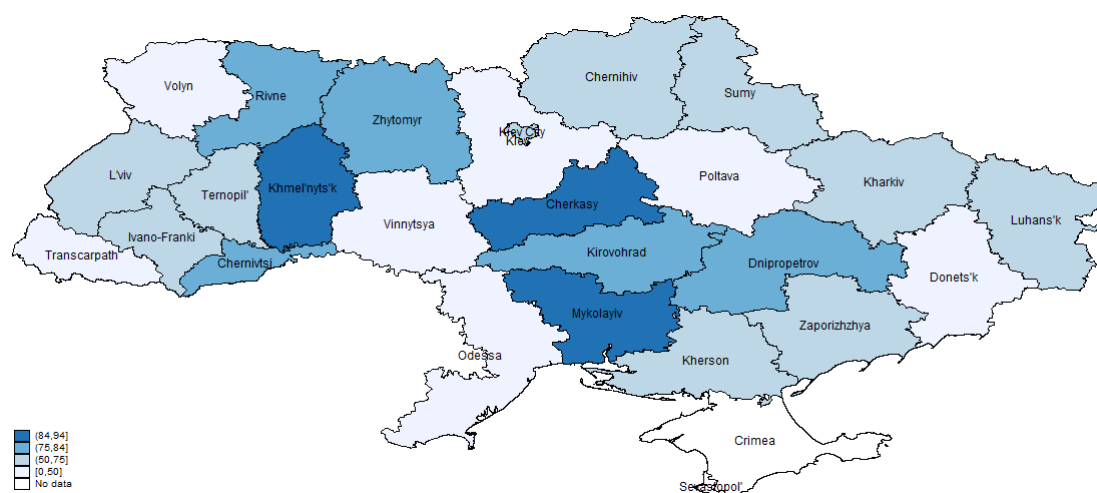 Chernihiv
Volyn
Sumy
Rivne
Zhytomyr
Kiev City
Kiev
L'viv
Poltava
Kharkiv
Khmel'nyts'k
Ternopil'
Cherkasy
Luhans'k
Vinnytsya
Ivano-Franki
Transcarpath
Kirovohrad
Chernivtsi
Dnipropetrov
Donets'k
Mykolayiv
Zaporizhzhya
Odessa
Kherson
Crimea
(84,94]
(75,84]
(50,75]
[0,50]
No data
Sevastopol'